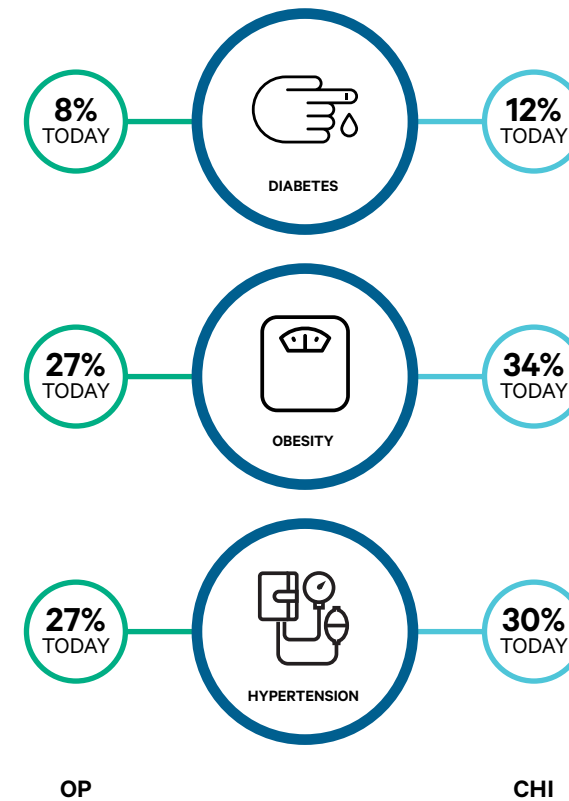 8%
TODAY
DIABETES
12%
TODAY
27%
TODAY
OBESITY
34%
TODAY
27%
TODAY
HYPERTENSION
30%
TODAY
OP
CHI